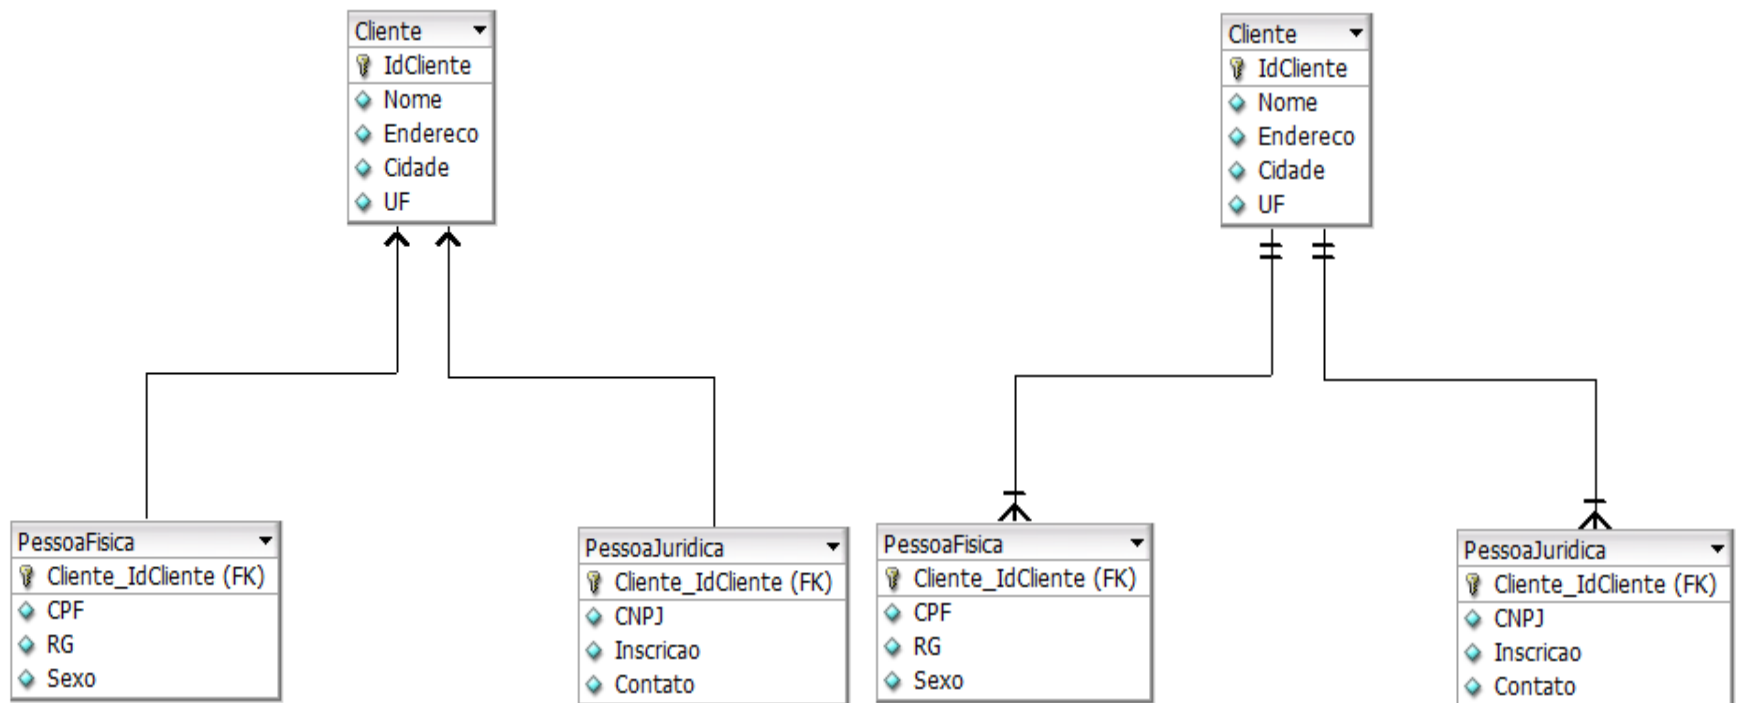 Cliente
IdCliente
Nome
Endereco
Cidade
UF
Cliente
IdCliente
Nome
Endereco
Cidade
UF
PessoaFisica
Cliente_IdCliente (FK)
CPF
RG
Sexo
PessoaJuridica
Cliente_IdCliente (FK)
CNPJ
Inscricao
Contato
PessoaFisica
Cliente_IdCliente (FK)
CPF
RG
Sexo
PessoaJuridica
Cliente_IdCliente (FK)
CNPJ
Inscricao
Contato